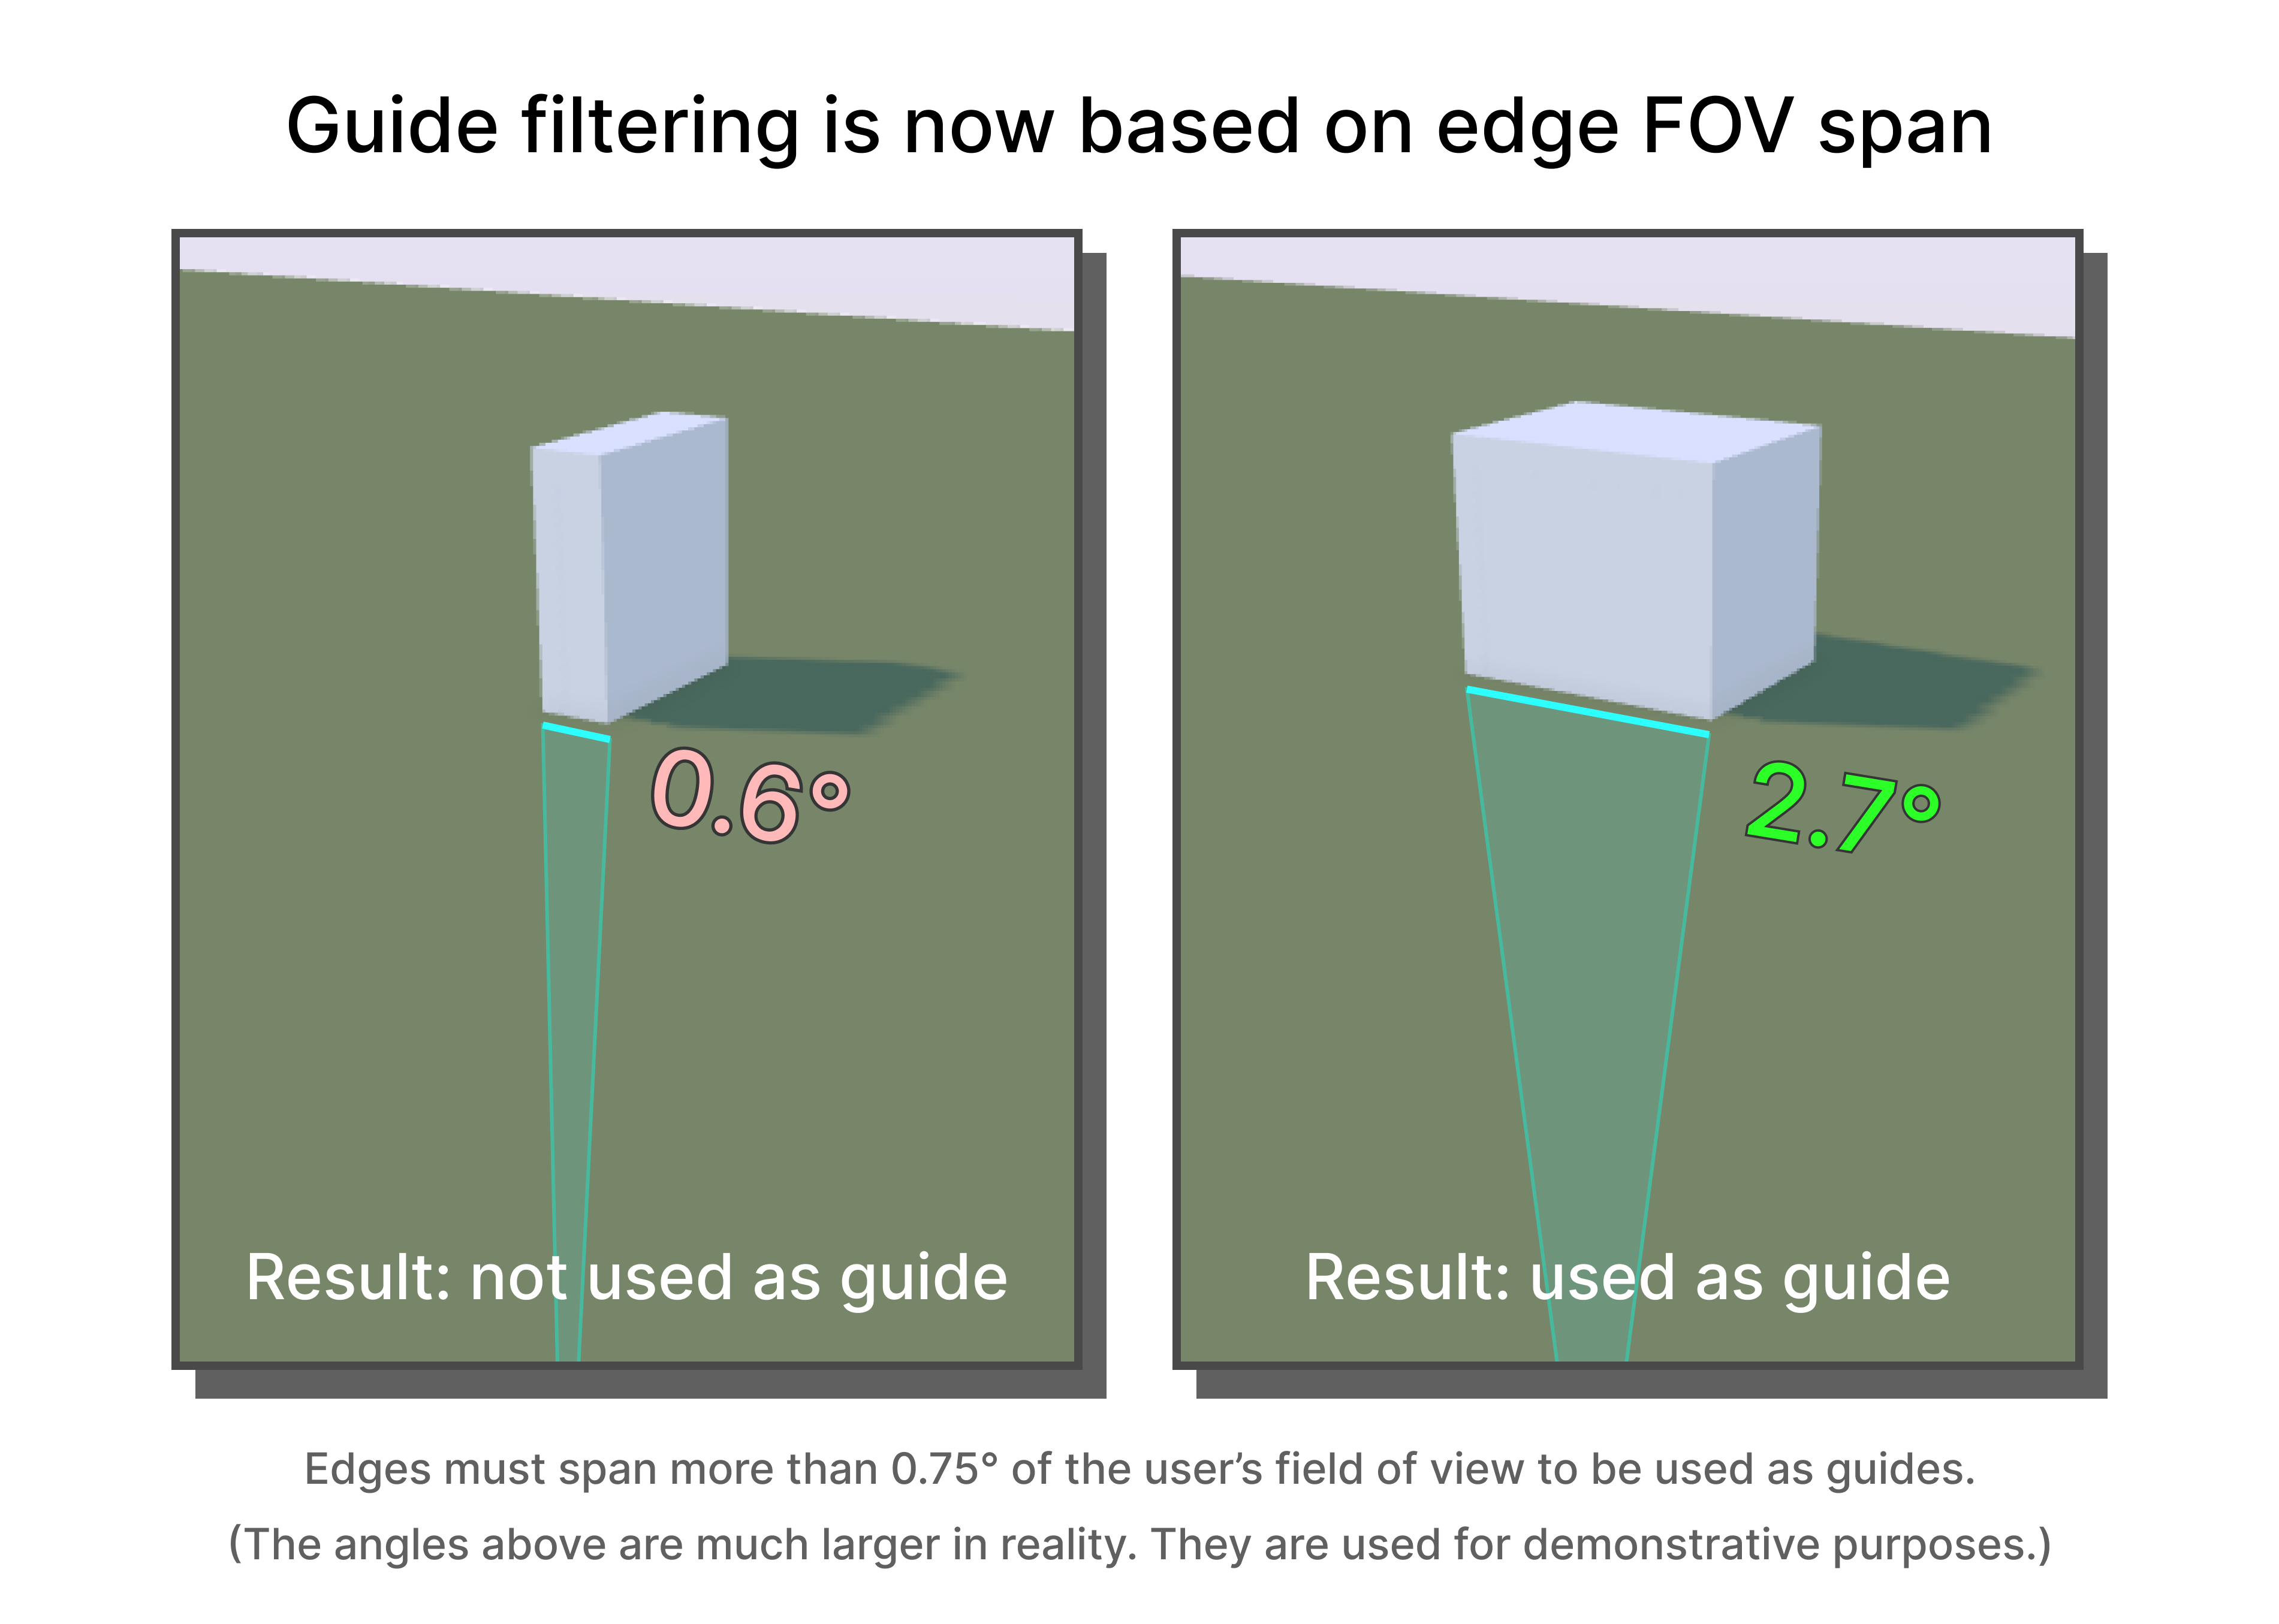 Guide filtering is now based on edge FOV span
0.6°
2.7°
Result: not used as guide
Result: used as guide
Edges must span more than 0.75° of the user’s field of view to be used as guides.
(The angles above are much larger in reality. They are used for demonstrative purposes.)